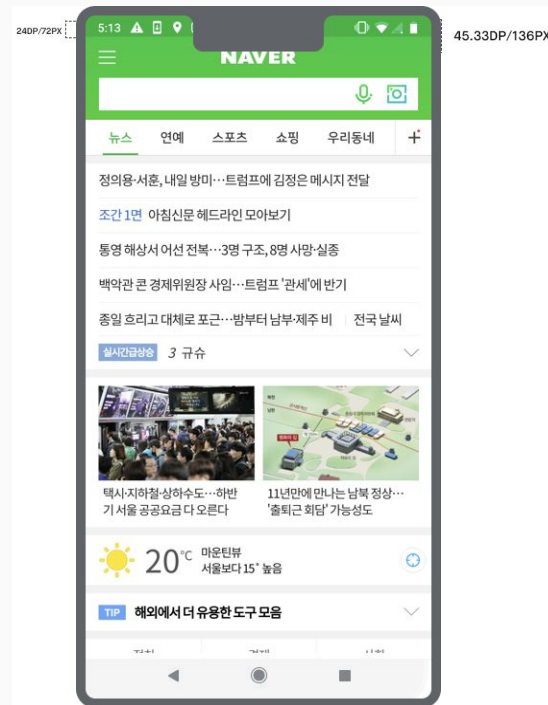 24DP/72PX
5:13
45.33DP/136PX
NAVER
뉴스 연예 스포츠 쇼핑 우리동네
정의용·서훈, 내일 방미…트럼프에 김정은 메시지 전달
조간 1면 아침신문 헤드라인 모아보기
통영 해상서 어선 전복…3명 구조, 8명 사망·실종
백악관 콘 경제위원장 사임…트럼프 '관세'에 반기
종일 흐리고 대체로 포근…밤부터 남부·제주 비 전국 날씨
실시간급상승 3 규슈
택시·지하철·상하수도…하반
기 서울 공공요금 다 오른다
11년만에 만나는 남북 정상…
'출퇴근 회담' 가능성도
20°C
마운틴뷰
서울보다 15˚ 높음
TIP 해외에서 더 유용한 도구 모음